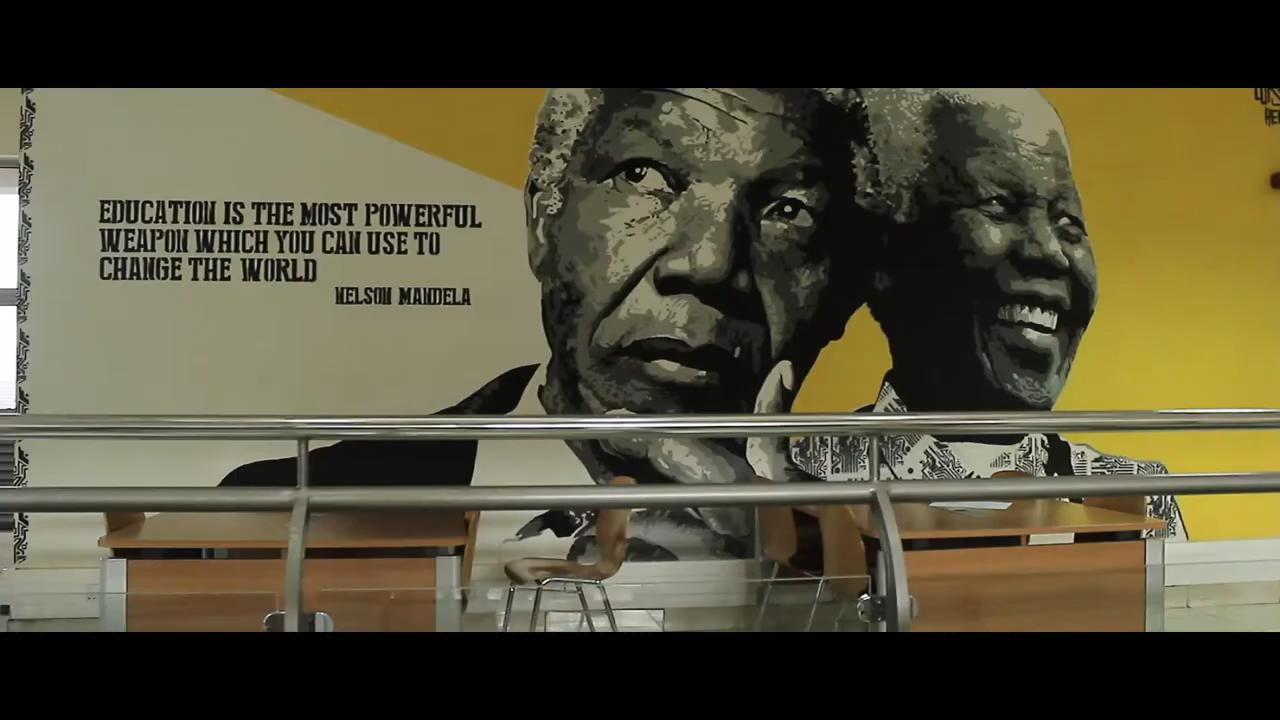 EDUCATION IS THE MOST POWERFUL
WEAPON WHICH YOU CAN USE TO
CHANGE THE WORLD
NELSON MANDELA